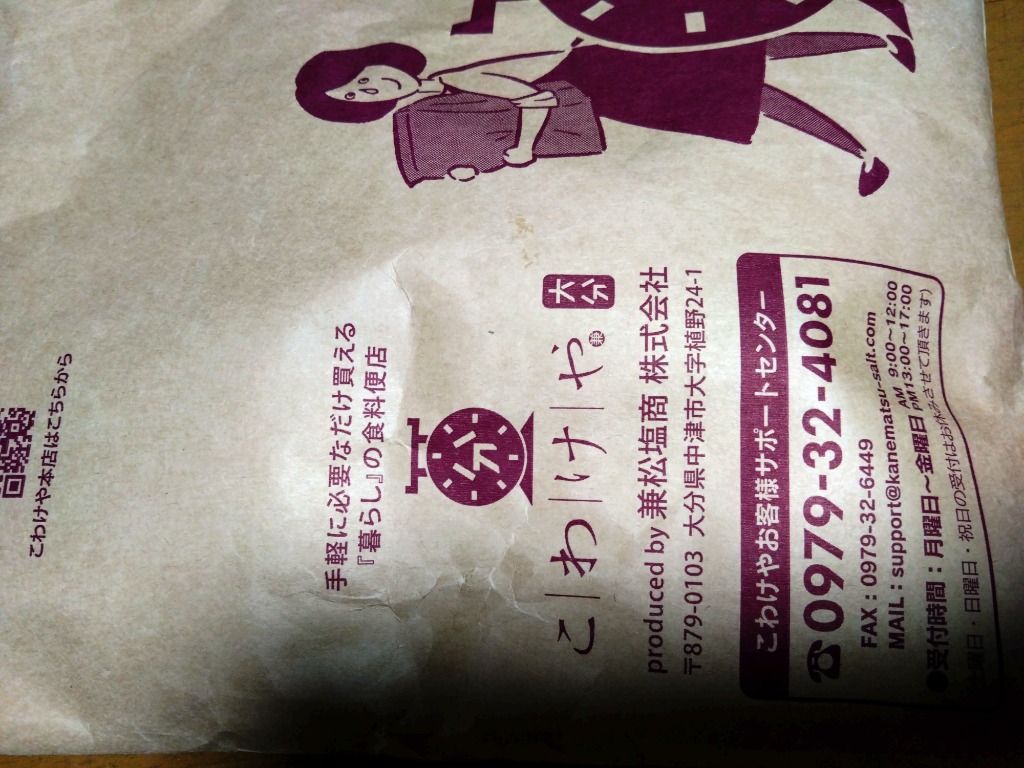 こわけや本店はこちらから
手軽に必要なだけ買える
『暮らし』の食料便店
分
こ|わ|け|や
兼
大分
produced by 兼松塩商 株式会社
〒879-0103 大分県中津市大字植野24-1
こわけやお客様サポートセンター
☎0979-32-4081
FAX：0979-32-6449
MAIL：support@kanematsu-salt.com
●受付時間：月曜日～金曜日 AM 9:00～12:00
PM13:00～17:00
土曜日・日曜日・祝日の受付はお休みさせて頂きます)